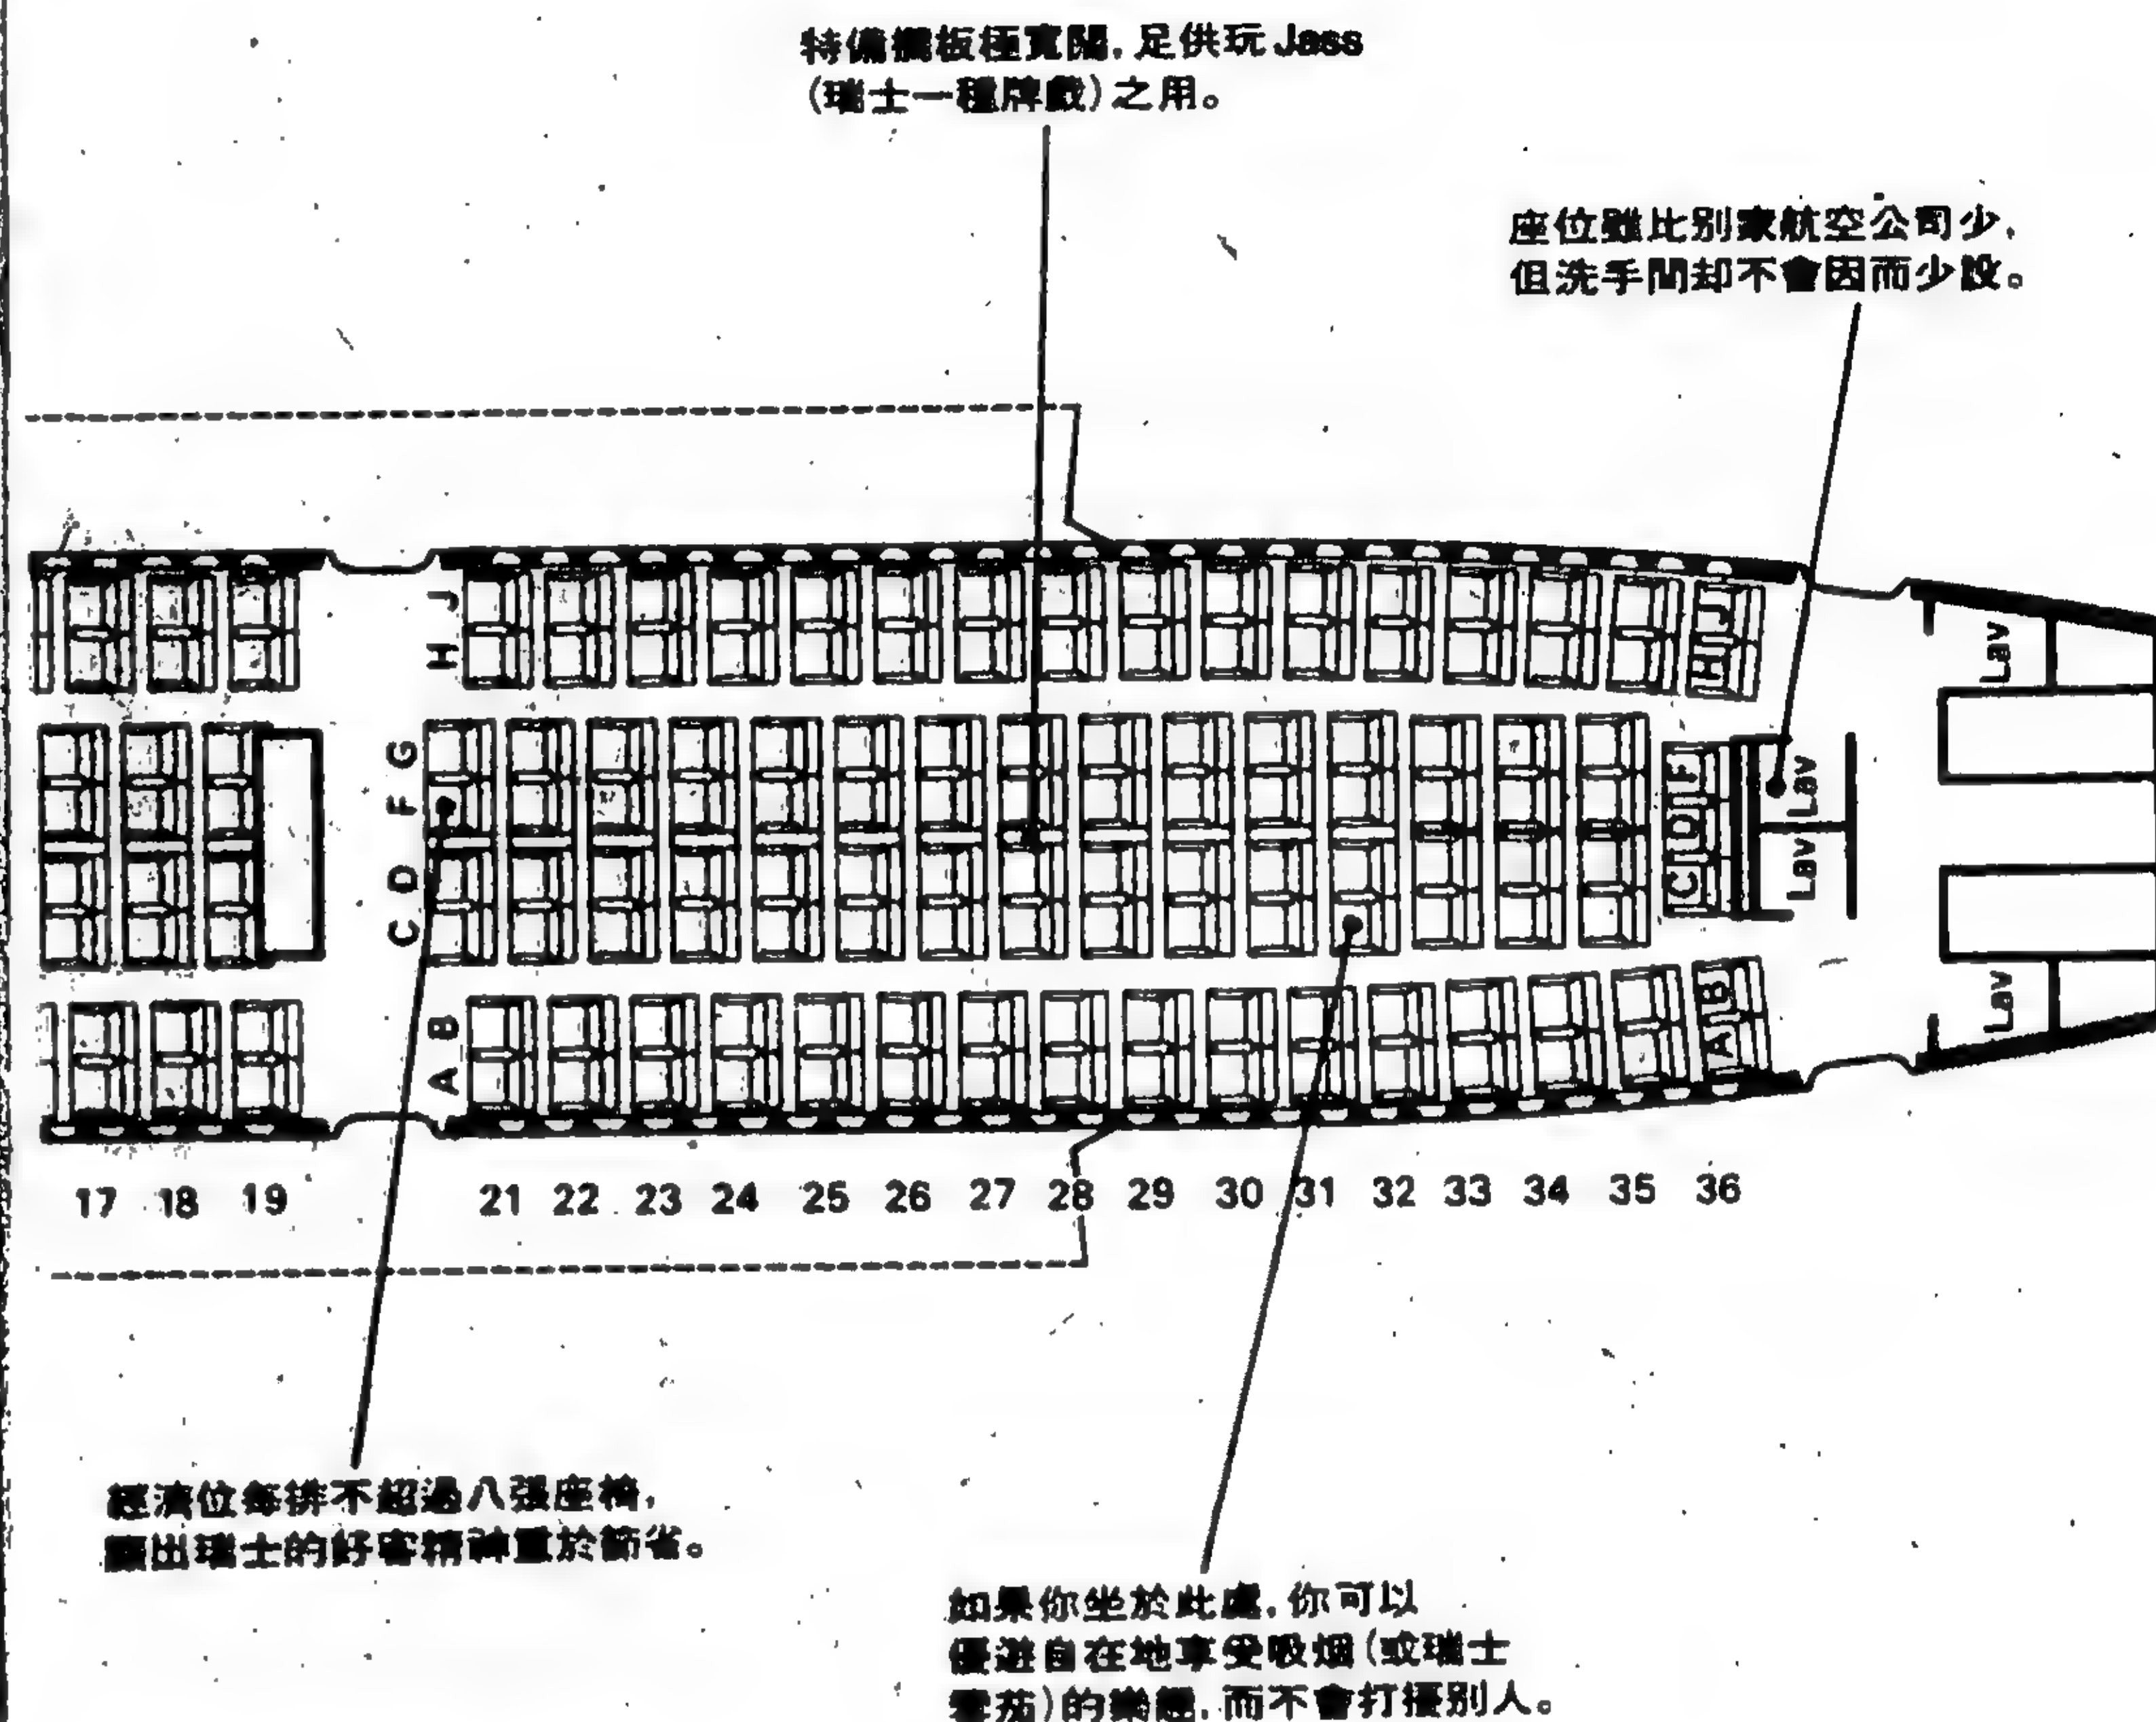 特備擱板極寬闊,足供玩Jass
(瑞士一種牌戲)之用。
座位雖比別家航空公司少,
但洗手間却不會因而少設。
J
H
G
F
D
C
B
A
H J
C D F
A B
Lav
Lav
Lav
Lav
17 18 19 21 22 23 24 25 26 27 28 29 30 31 32 33 34 35 36
經濟位每排不超過八張座椅,
顯出瑞士的好客精神重於節省。
如果你坐於此處,你可以
優遊自在地享受吸烟(或瑞士
雪茄)的樂趣,而不會打擾別人。